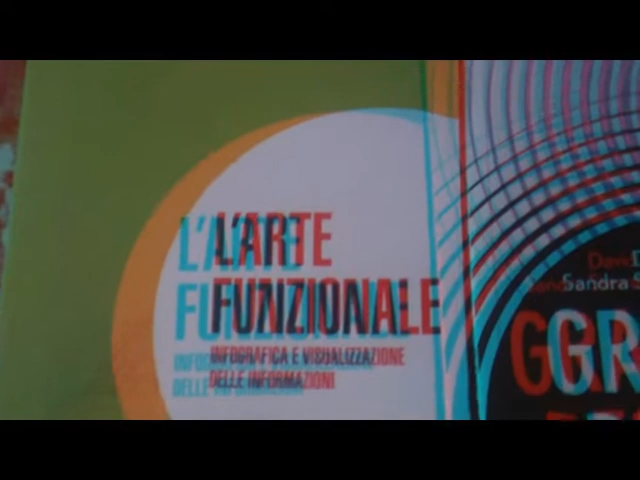 L'ARTE
FUNZIONALE
INFOGRAFICA E VISUALIZZAZIONE
DELLE INFORMAZIONI
Sandra